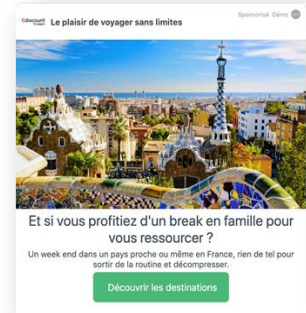 Cdiscount Le plaisir de voyager sans limites
Sponsorisé Démo
Et si vous profitiez d'un break en famille pour
vous ressourcer ?
Un week end dans un pays proche ou même en France, rien de tel pour
sortir de la routine et décompresser.
Découvrir les destinations